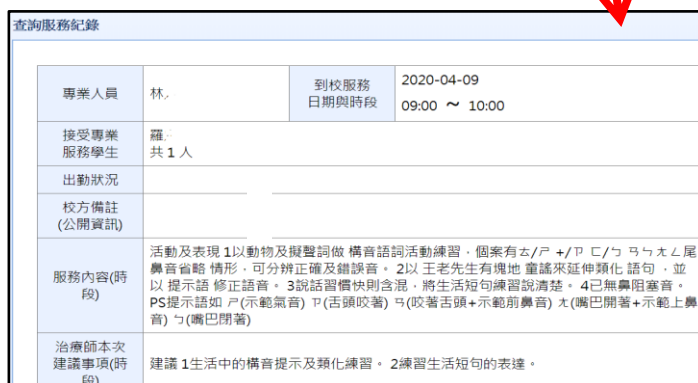 查詢服務紀錄
專業人員
林
到校服務
日期與時段
2020-04-09
09:00 ~ 10:00
接受專業
服務學生
羅
共 1 人
出勤狀況
校方備註
(公開資訊)
服務內容(時
段)
活動及表現 1以動物及擬聲詞做 構音語詞活動練習，個案有ㄊ/ㄕ +/ㄗ ㄈ/ㄅ ㄢㄣㄤㄥ尾
鼻音省略 情形，可分辨正確及錯誤音。 2以 王老先生有塊地 童謠來延伸類化 語句 ，並
以 提示語 修正語音。 3說話習慣快則含混，將生活短句練習說清楚。 4已無鼻阻塞音。
PS提示語如 ㄕ(示範氣音) ㄗ(舌頭咬著) ㄢ(咬著舌頭+示範前鼻音) ㄤ(嘴巴開著+示範上鼻
音) ㄅ(嘴巴閉著)
治療師本次
建議事項(時
段)
建議 1生活中的構音提示及類化練習。 2練習生活短句的表達。